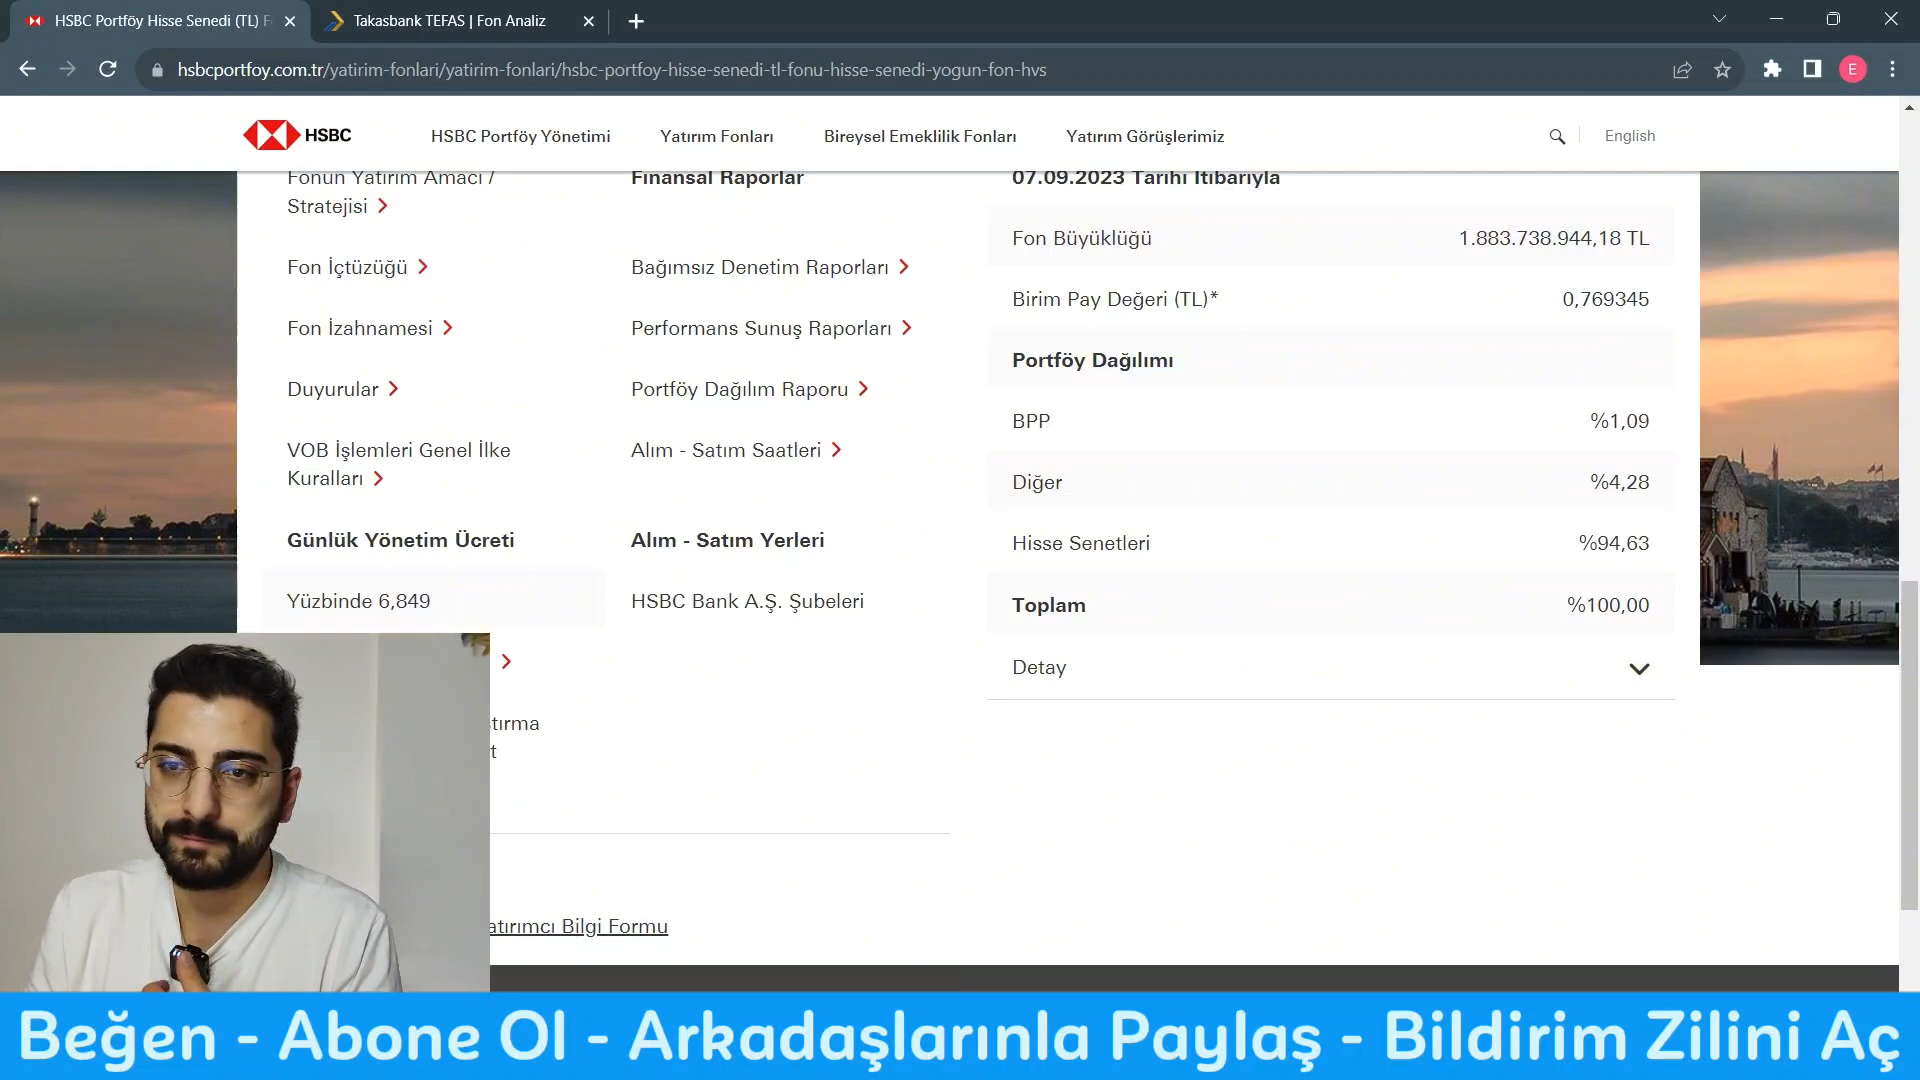 HSBC Portföy Hisse Senedi (TL) F
Takasbank TEFAS | Fon Analiz
hsbcportfoy.com.tr/yatirim-fonlari/yatirim-fonlari/hsbc-portfoy-hisse-senedi-tl-fonu-hisse-senedi-yogun-fon-hvs
E
HSBC
HSBC Portföy Yönetimi
Yatırım Fonları
Bireysel Emeklilik Fonları
Yatırım Görüşlerimiz
English
Fonun Yatırım Amacı /
Stratejisi
Fon İçtüzüğü
Fon İzahnamesi
Duyurular
VOB İşlemleri Genel İlke
Kuralları
Günlük Yönetim Ücreti
Yüzbinde 6,849
tırma
t
atırımcı Bilgi Formu
Finansal Raporlar
Bağımsız Denetim Raporları
Performans Sunuş Raporları
Portföy Dağılım Raporu
Alım - Satım Saatleri
Alım - Satım Yerleri
HSBC Bank A.Ş. Şubeleri
07.09.2023 Tarihi İtibarıyla
Fon Büyüklüğü 1.883.738.944,18 TL
Birim Pay Değeri (TL)* 0,769345
Portföy Dağılımı
BPP %1,09
Diğer %4,28
Hisse Senetleri %94,63
Toplam %100,00
Detay
Beğen - Abone Ol - Arkadaşlarınla Paylaş - Bildirim Zilini Aç